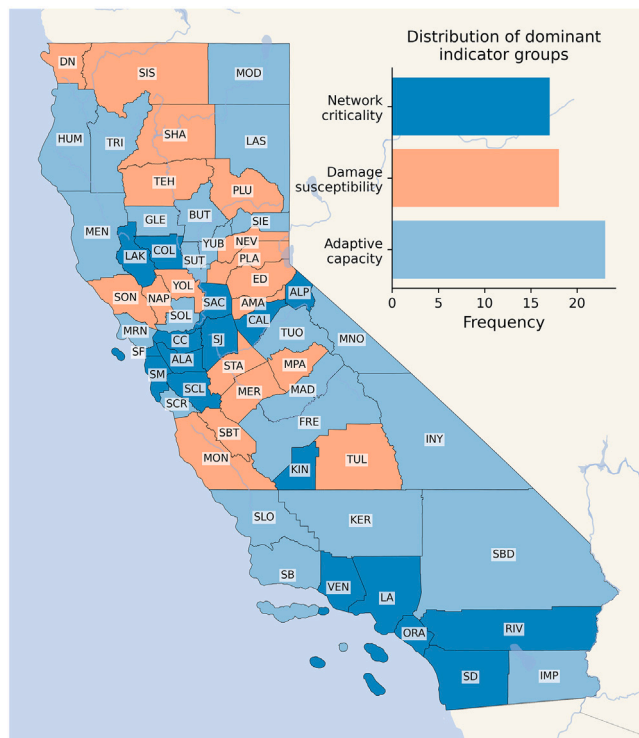 Distribution of dominant
indicator groups
Network
criticality
Damage
susceptibility
Adaptive
capacity
0 5 10 15 20
Frequency
DN
SIS
MOD
HUM
TRI
SHA
LAS
TEH
PLU
GLE
BUT
SIE
MEN
LAK
COL
SUT
YUB
NEV
PLA
SON
NAP
YOL
SAC
ED
AMA
ALP
SOL
CAL
MRN
SF
CC
SJ
TUO
MNO
ALA
SM
SCL
STA
MPA
SCR
MER
MAD
FRE
INY
SBT
MON
KIN
TUL
SLO
KER
SBD
SB
VEN
LA
ORA
RIV
SD
IMP